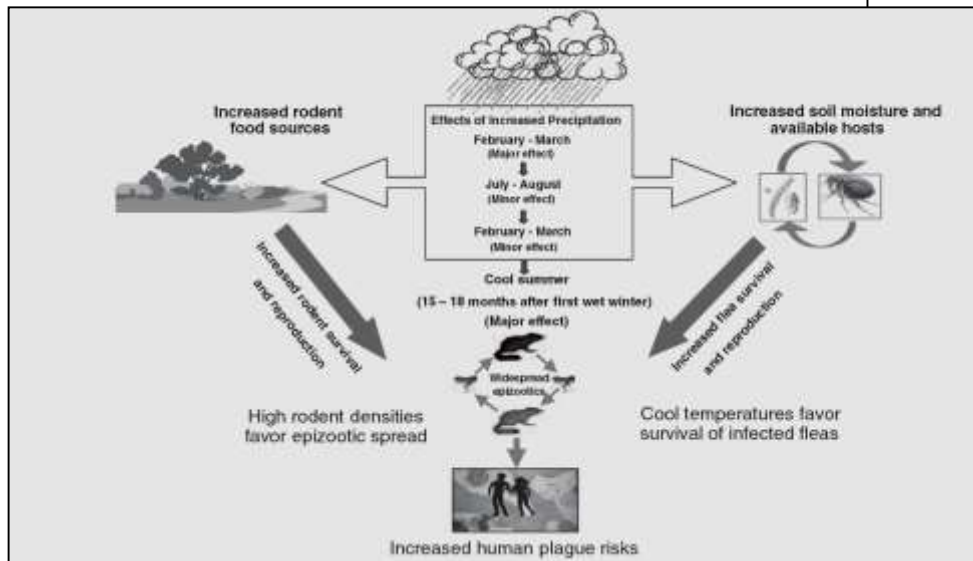 Increased rodent
food sources
Effects of Increased Precipitation
February - March
(Major effect)
July - August
(Minor effect)
February - March
(Minor effect)
Increased soil moisture and
available hosts
Cool summer
(15 – 18 months after first wet winter)
(Major effect)
Increased rodent survival
and reproduction
Increased flea survival
and reproduction
Widespread
epizootics
High rodent densities
favor epizootic spread
Cool temperatures favor
survival of infected fleas
Increased human plague risks